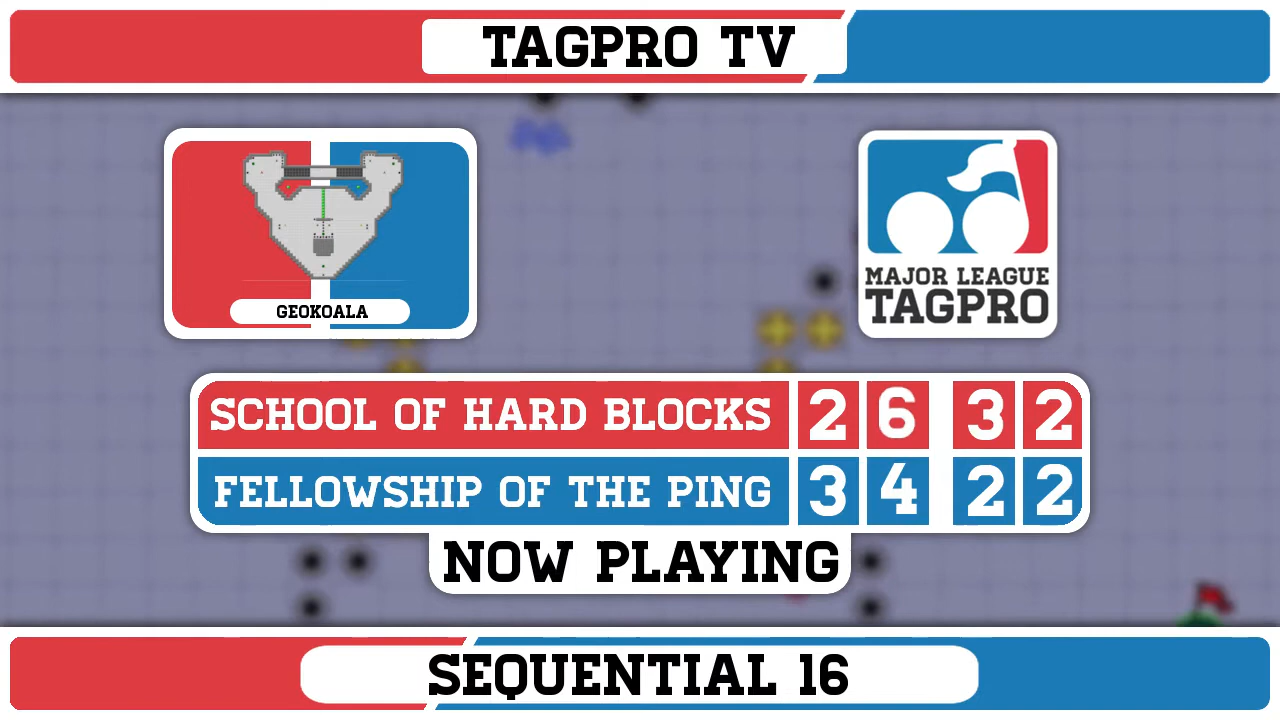 TAGPRO TV
GEOKOALA
MAJOR LEAGUE
TAGPRO
SCHOOL OF HARD BLOCKS 2 6 3 2
FELLOWSHIP OF THE PING 3 4 2 2
NOW PLAYING
SEQUENTIAL 16